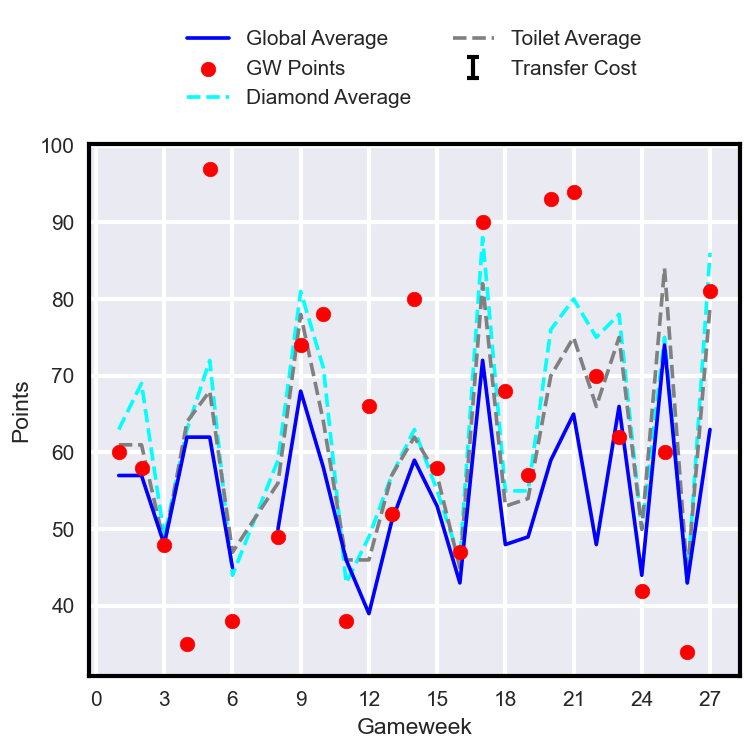 Global Average
GW Points
Diamond Average
Toilet Average
Transfer Cost
100
90
80
70
60
50
40
Points
0 3 6 9 12 15 18 21 24 27
Gameweek